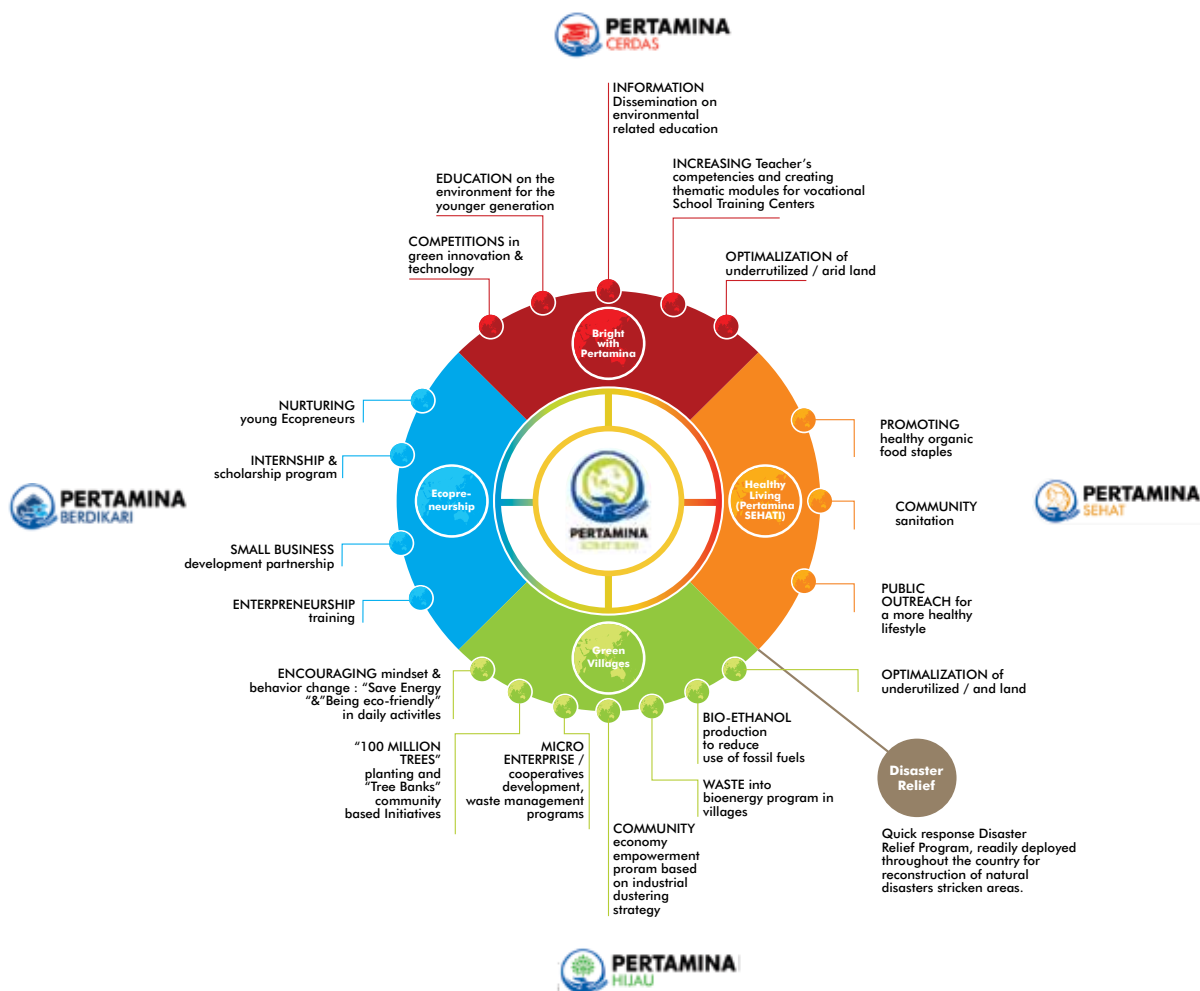 PERTAMINA
CERDAS
INFORMATION
Dissemination on
environmental
related education
INCREASING Teacher's
competencies and creating
thematic modules for vocational
School Training Centers
EDUCATION on the
environment for the
younger generation
COMPETITIONS in
green innovation &
technology
OPTIMALIZATION of
underrutilized / arid land
Bright
with
Pertamina
NURTURING
young Ecopreneurs
INTERNSHIP &
scholarship program
SMALL BUSINESS
development partnership
ENTERPRENEURSHIP
training
PERTAMINA
BERDIKARI
Ecopre-
neurship
PERTAMINA
Healthy
Living
(Pertamina
SEHATI)
PROMOTING
healthy organic
food staples
COMMUNITY
sanitation
PUBLIC
OUTREACH for
a more healthy
lifestyle
PERTAMINA
SEHAT
Green
Villages
ENCOURAGING mindset &
behavior change : "Save Energy
"&"Being eco-friendly"
in daily activitles
"100 MILLION
TREES"
planting and
"Tree Banks"
community
based Initiatives
MICRO
ENTERPRISE /
cooperatives
development,
waste management
programs
COMMUNITY
economy
empowerment
proram based
on industrial
dustering
strategy
WASTE into
bioenergy program in
villages
BIO-ETHANOL
production
to reduce
use of fossil fuels
OPTIMALIZATION of
underutilized / and land
Disaster
Relief
Quick response Disaster
Relief Program, readily deployed
throughout the country for
reconstruction of natural
disasters stricken areas.
PERTAMINA
HIJAU